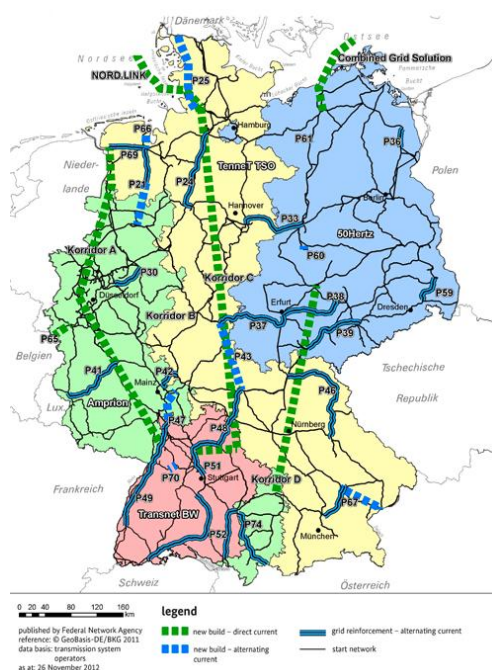 Dänemark
Nordsee
Ostsee
NORD.LINK
Combined Grid Solution
P25
Pommersche
Bucht
Hamburg
P61
P66
P36
P69
TenneT TSO
Nieder-
lande
Polen
P21
P24
Berlin
Hannover
P33
50Hertz
Korridor A
P60
P30
Korridor C
P59
Düsseldorf
Erfurt
P38
Dresden
Korridor B
P37
P39
P65
Belgien
P43
Tschechische
Republik
P41
P42
P46
Mainz
Lux.
Amprion
P47
P48
Nürnberg
P51
P70
Stuttgart
Korridor D
Frankreich
P49
P67
Transnet BW
P52
P74
München
Schweiz
Österreich
0 20 40 80 120 160
km
legend
published by Federal Network Agency
reference: © GeoBasis-DE/BKG 2011
data basis: transmission system
operators
as at: 26 November 2012
new build – direct current
new build – alternating
current
grid reinforcement – alternating current
start network